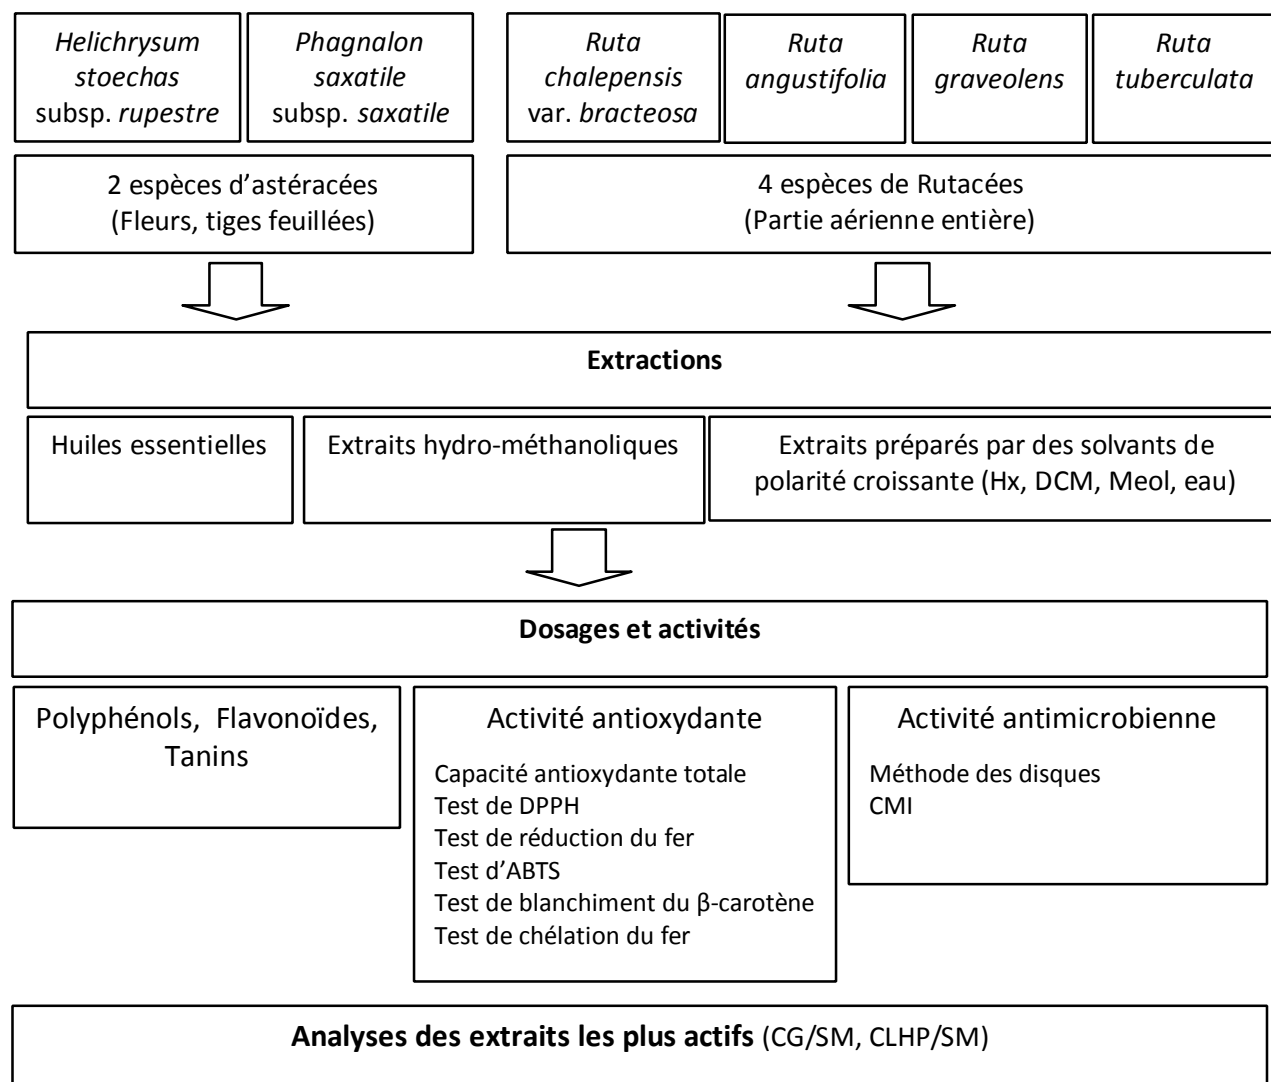 Helichrysum
stoechas
subsp. rupestre
Phagnalon
saxatile
subsp. saxatile
Ruta
chalepensis
var. bracteosa
Ruta
angustifolia
Ruta
graveolens
Ruta
tuberculata
2 espèces d’astéracées
(Fleurs, tiges feuillées)
4 espèces de Rutacées
(Partie aérienne entière)
Extractions
Huiles essentielles
Extraits hydro-méthanoliques
Extraits préparés par des solvants de
polarité croissante (Hx, DCM, Meol, eau)
Dosages et activités
Polyphénols, Flavonoïdes,
Tanins
Activité antioxydante
Capacité antioxydante totale
Test de DPPH
Test de réduction du fer
Test d’ABTS
Test de blanchiment du β-carotène
Test de chélation du fer
Activité antimicrobienne
Méthode des disques
CMI
Analyses des extraits les plus actifs (CG/SM, CLHP/SM)